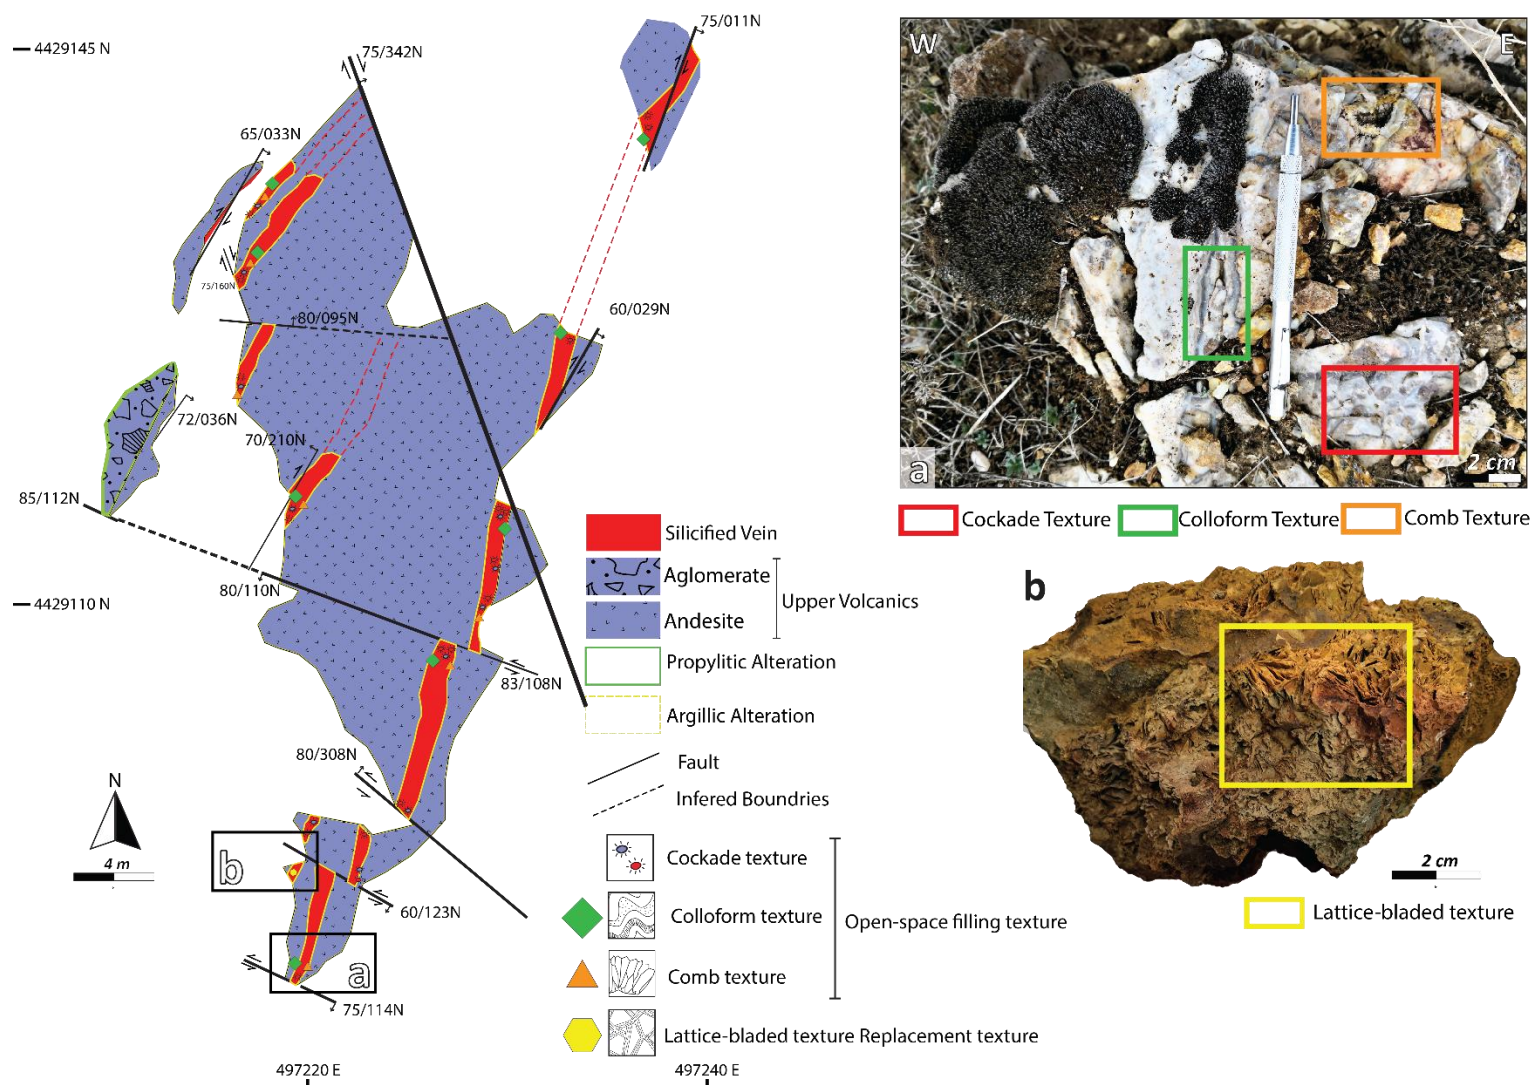 4429145 N
75/342N
75/011N
65/033N
75/160N
80/095N
60/029N
72/036N
70/210N
85/112N
80/110N
4429110 N
83/108N
80/308N
N
4 m
b
60/123N
a
75/114N
497220 E
497240 E
Silicified Vein
Aglomerate
Andesite
Upper Volcanics
Propylitic Alteration
Argillic Alteration
Fault
Infered Boundries
Cockade texture
Colloform texture
Open-space filling texture
Comb texture
Lattice-bladed texture Replacement texture
W
E
a
2 cm
Cockade Texture
Colloform Texture
Comb Texture
b
2 cm
Lattice-bladed texture